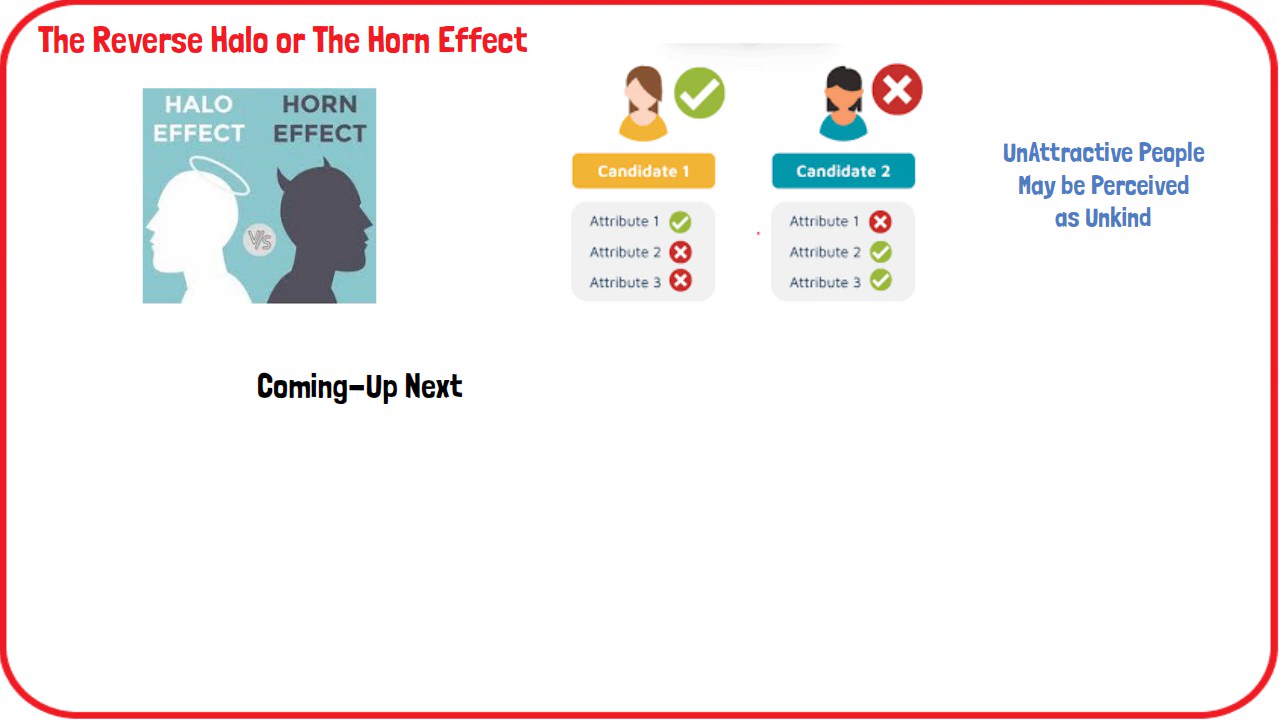 The Reverse Halo or The Horn Effect
HALO
EFFECT
HORN
EFFECT
V/S
Candidate 1
Attribute 1
Attribute 2
Attribute 3
Candidate 2
Attribute 1
Attribute 2
Attribute 3
UnAttractive People
May be Perceived
as Unkind
Coming-Up Next